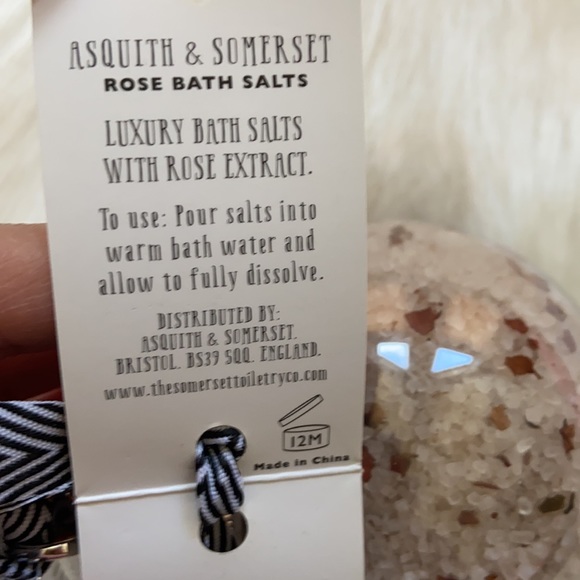 ASQUITH & SOMERSET
ROSE BATH SALTS
LUXURY BATH SALTS
WITH ROSE EXTRACT.
To use: Pour salts into
warm bath water and
allow to fully dissolve.
DISTRIBUTED BY:
ASQUITH & SOMERSET.
BRISTOL. BS39 5QQ. ENGLAND.
www.thesomersettoiletryco.com
12M
Made in China